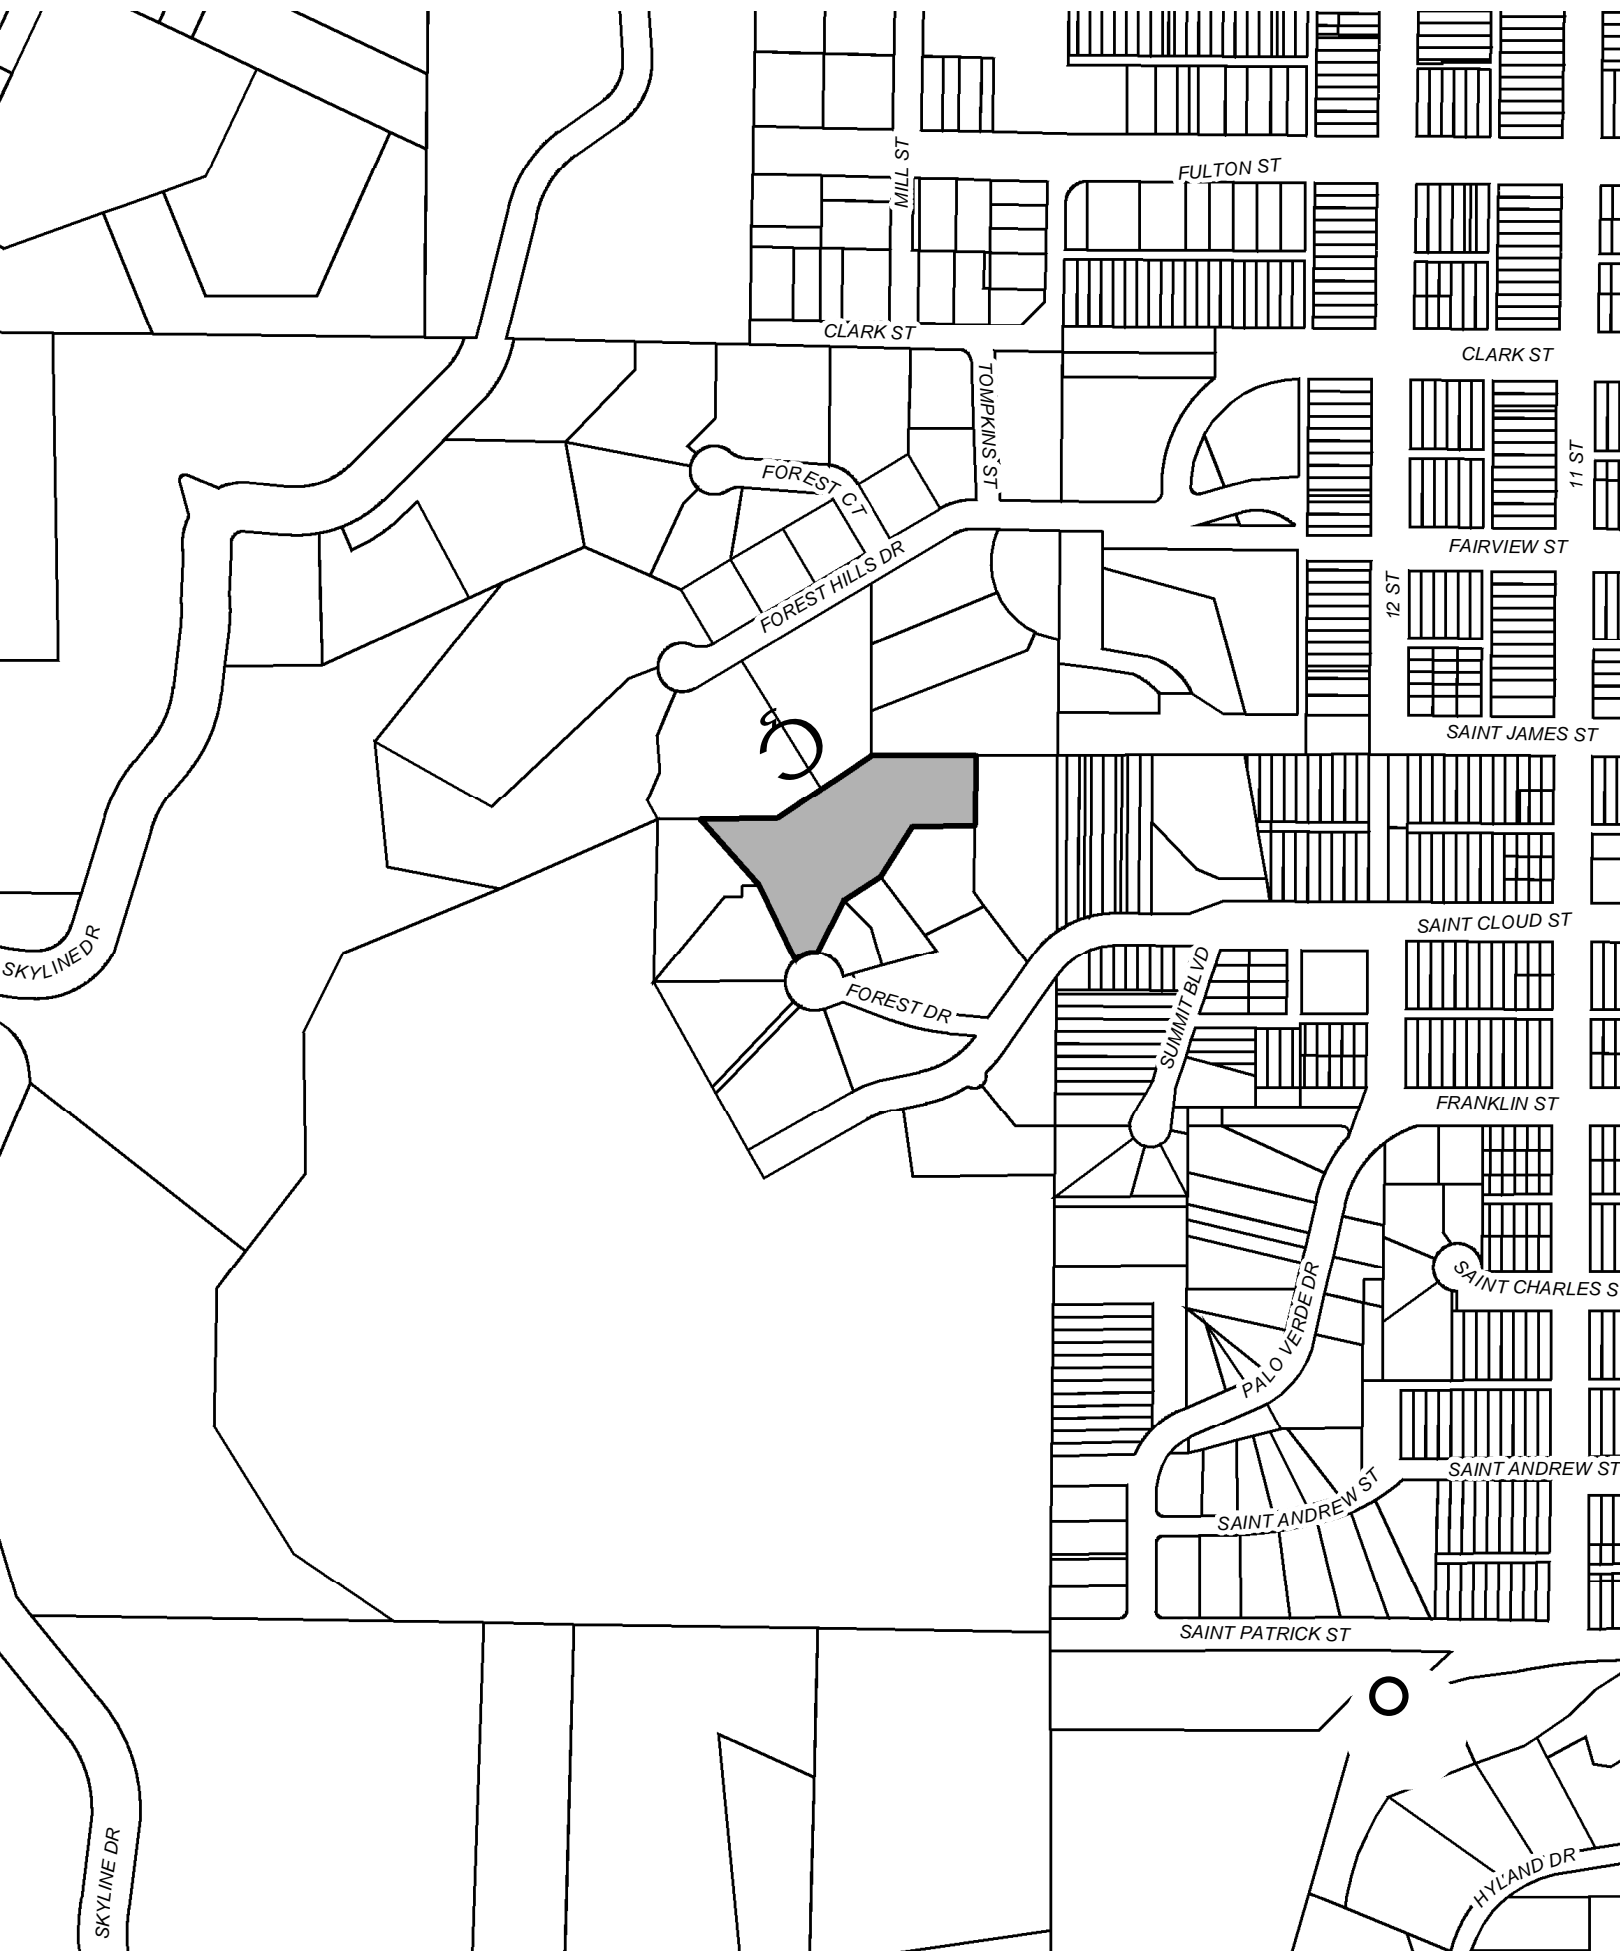 MILL ST
FULTON ST
CLARK ST
CLARK ST
TOMPKINS ST
FOREST CT
11 ST
FOREST HILLS DR
FAIRVIEW ST
12 ST
SAINT JAMES ST
SAINT CLOUD ST
SKYLINE DR
SUMMIT BLVD
FOREST DR
FRANKLIN ST
SAINT CHARLES S
PALO VERDE DR
SAINT ANDREW ST
SAINT ANDREW ST
SAINT PATRICK ST
SKYLINE DR
HYLAND DR